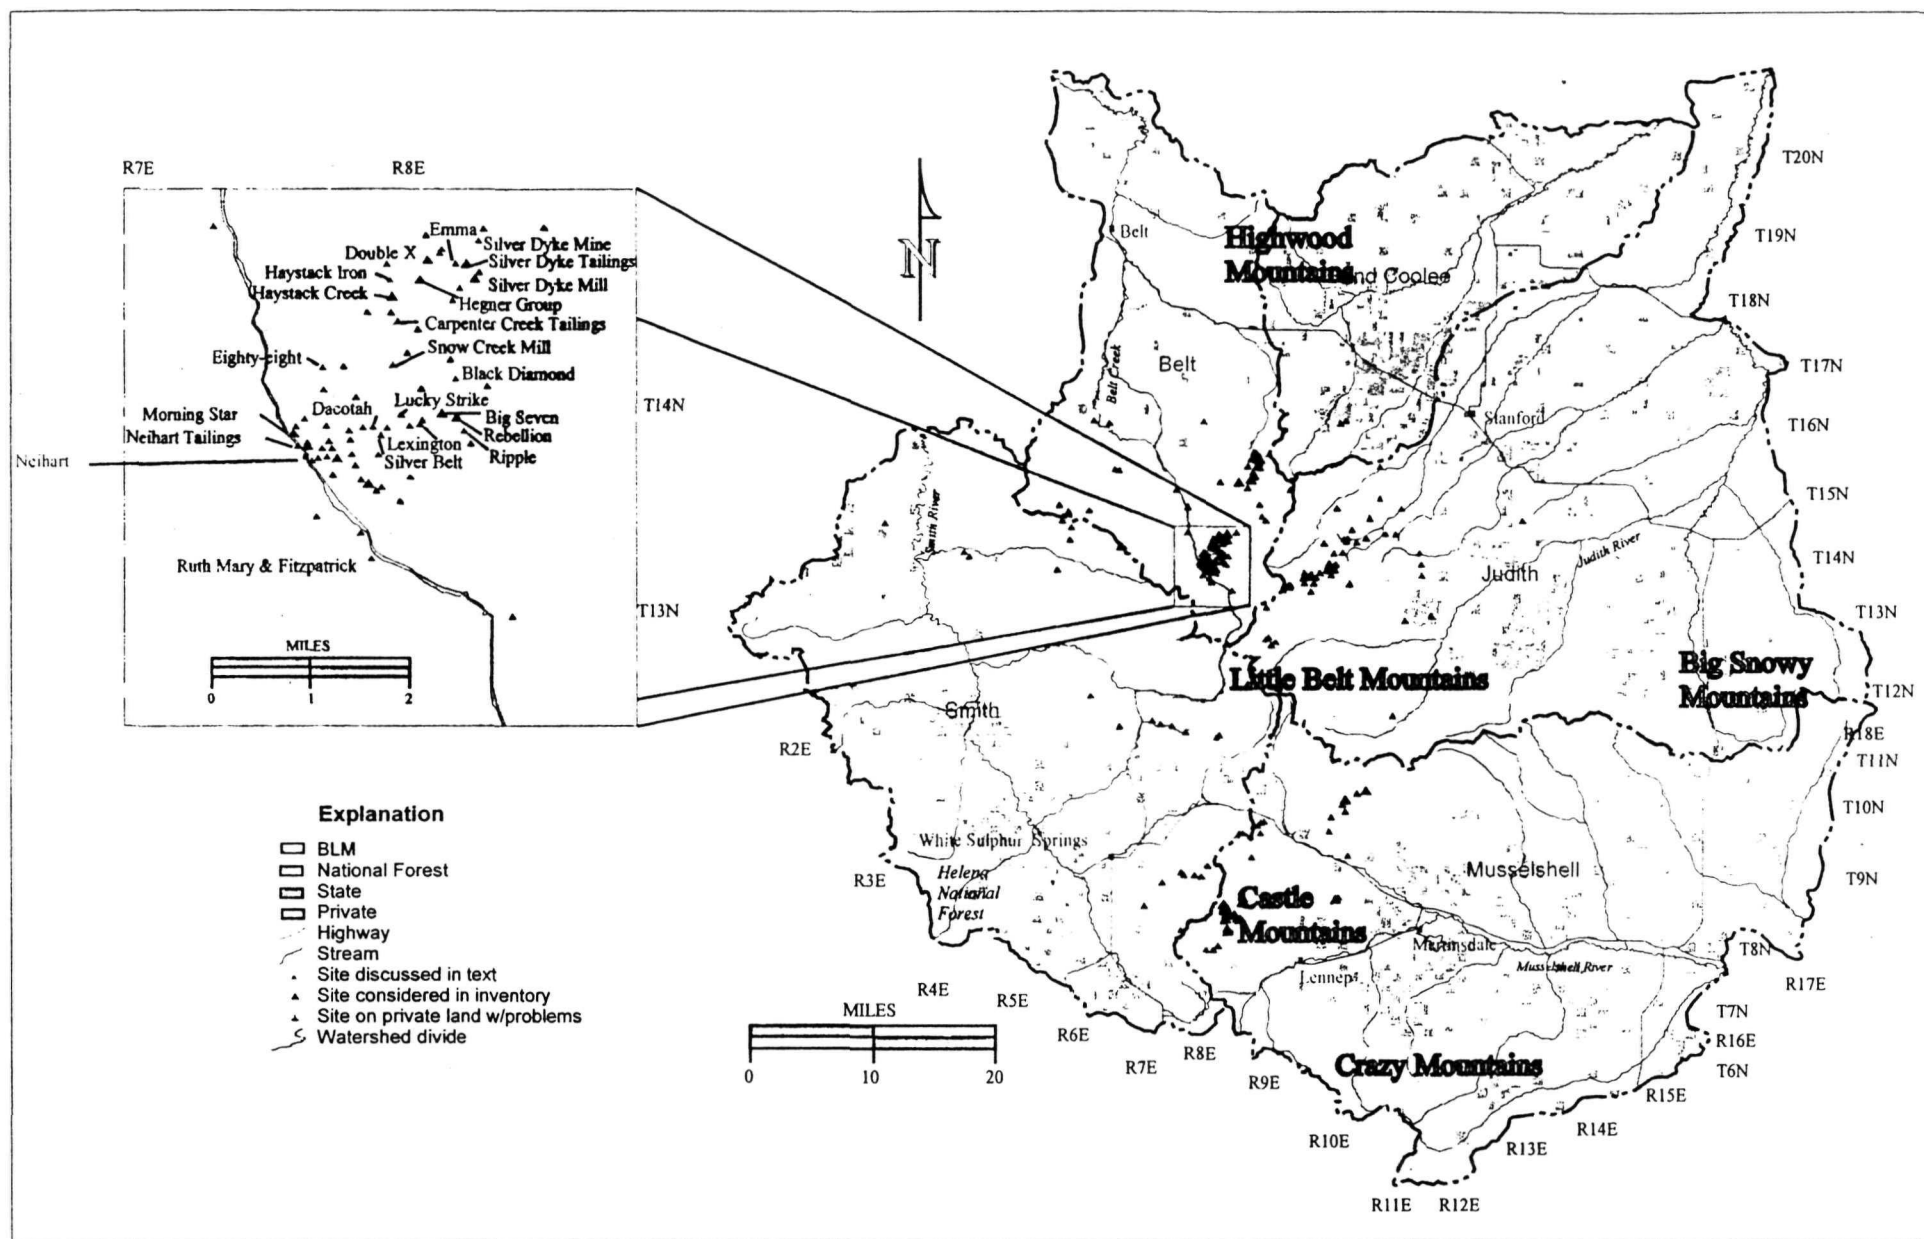 R7E
R8E
Emma
Silver Dyke Mine
Double X
Silver Dyke Tailings
Haystack Iron
Silver Dyke Mill
Haystack Creek
Hegner Group
Carpenter Creek Tailings
Snow Creek Mill
Eighty-eight
Black Diamond
Lucky Strike
Dacotah
Morning Star
Big Seven
Neihart Tailings
Lexington
Rebellion
Silver Belt
Ripple
Neihart
Ruth Mary & Fitzpatrick
T14N
T13N
MILES
0 1 2
N
Belt
Highwood
Mountains
Coolee
Belt Creek
Belt
Stanford
Smith River
Judith River
Judith
Little Belt Mountains
Big Snowy
Mountains
Smith
White Sulphur Springs
Helena
National
Forest
Castle
Mountains
Musselshell
Martinsdale
Musselshell River
Lennep
Crazy Mountains
T20N
T19N
T18N
T17N
T16N
T15N
T14N
T13N
T12N
R18E
T11N
T10N
T9N
T8N
R17E
T7N
R16E
T6N
R15E
R14E
R13E
R12E
R11E
R10E
R9E
R8E
R7E
R6E
R5E
R4E
R3E
R2E
MILES
0 10 20
Explanation
BLM
National Forest
State
Private
Highway
Stream
Site discussed in text
Site considered in inventory
Site on private land w/problems
Watershed divide